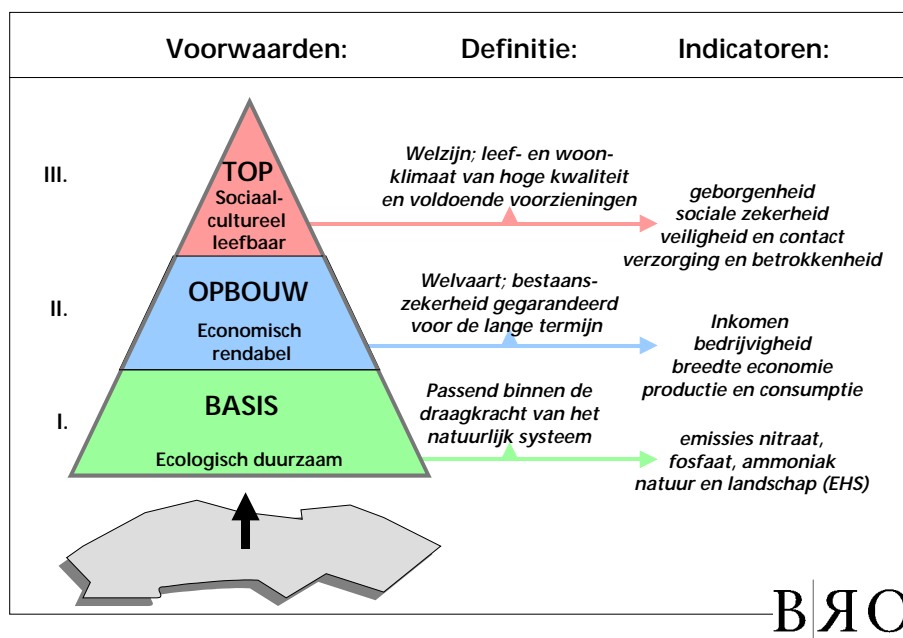 Voorwaarden: Definitie: Indicatoren:
III.
TOP
Sociaal-
cultureel
leefbaar
Welzijn; leef- en woon-
klimaat van hoge kwaliteit
en voldoende voorzieningen
geborgenheid
sociale zekerheid
veiligheid en contact
verzorging en betrokkenheid
II.
OPBOUW
Economisch
rendabel
Welvaart; bestaans-
zekerheid gegarandeerd
voor de lange termijn
Inkomen
bedrijvigheid
breedte economie
productie en consumptie
I.
BASIS
Ecologisch duurzaam
Passend binnen de
draagkracht van het
natuurlijk systeem
emissies nitraat,
fosfaat, ammoniak
natuur en landschap (EHS)
BRO